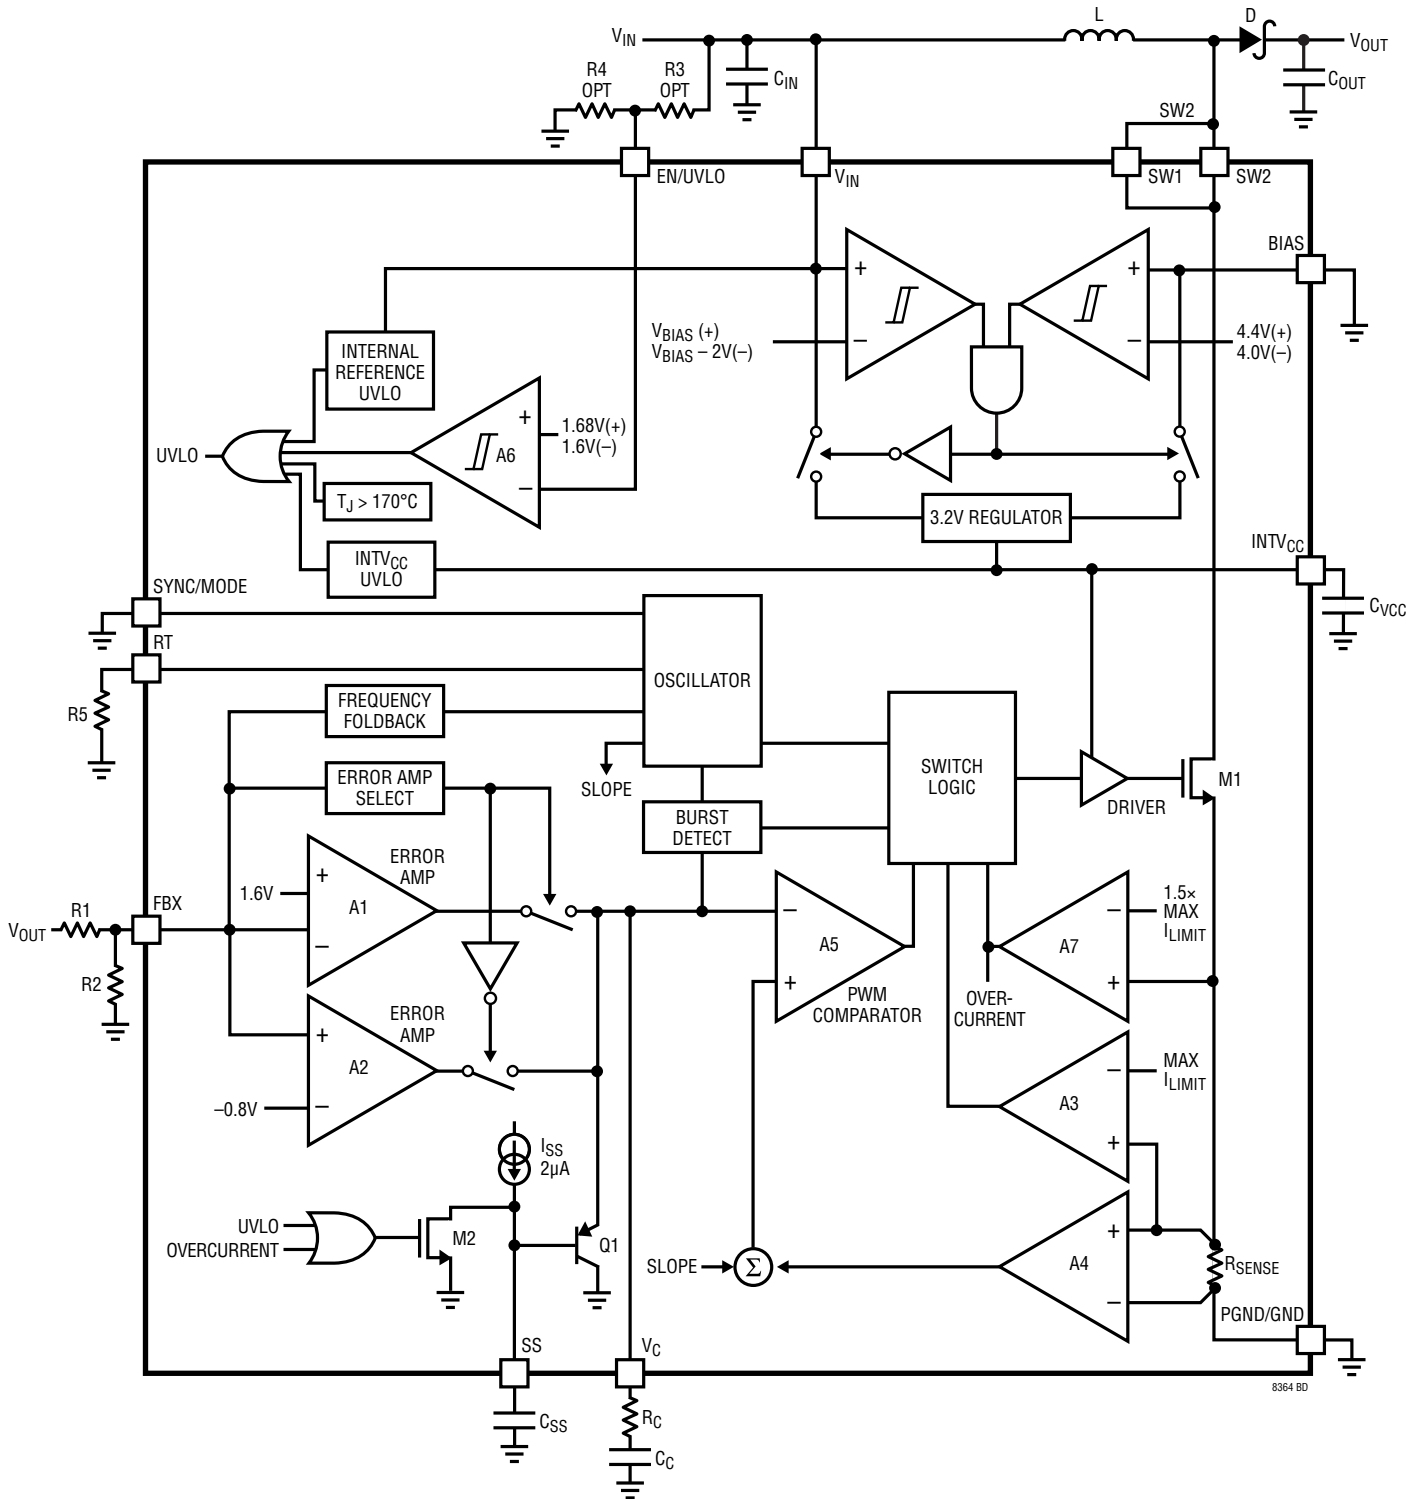 L
D
VIN
VOUT
R4
OPT
R3
OPT
CIN
COUT
SW2
EN/UVLO
VIN
SW1
SW2
BIAS
+
+
VBIAS (+)
VBIAS – 2V(–)
–
–
4.4V(+)
4.0V(–)
INTERNAL
REFERENCE
UVLO
+
1.68V(+)
1.6V(–)
UVLO
A6
–
TJ > 170°C
3.2V REGULATOR
INTVCC
INTVCC
UVLO
CVCC
SYNC/MODE
RT
OSCILLATOR
R5
FREQUENCY
FOLDBACK
SLOPE
ERROR AMP
SELECT
SWITCH
LOGIC
M1
DRIVER
BURST
DETECT
ERROR
AMP
+
1.6V
A1
–
FBX
R1
VOUT
R2
–
A5
+
PWM
COMPARATOR
–
1.5×
MAX
ILIMIT
A7
+
OVER-
CURRENT
ERROR
AMP
+
A2
–0.8V
–
–
MAX
ILIMIT
A3
+
ISS
2µA
UVLO
OVERCURRENT
M2
Q1
SLOPE
Σ
+
A4
–
RSENSE
PGND/GND
SS
VC
8364 BD
CSS
RC
CC